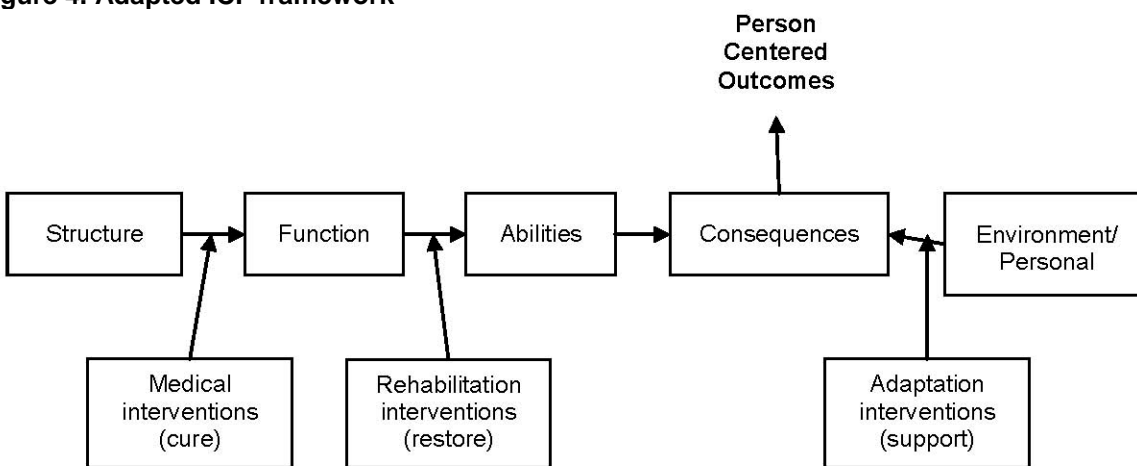 Person
Centered
Outcomes
Structure
Function
Abilities
Consequences
Environment/
Personal
Medical
interventions
(cure)
Rehabilitation
interventions
(restore)
Adaptation
interventions
(support)